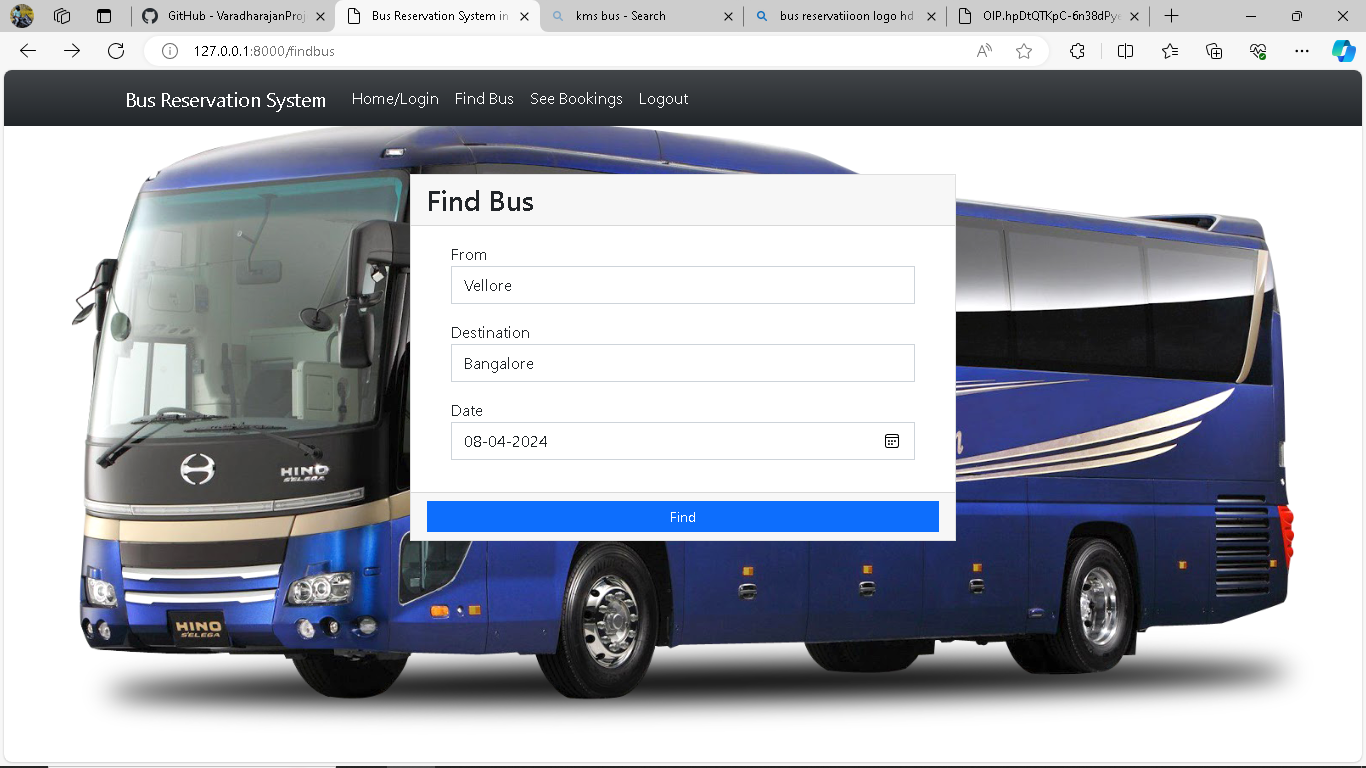 GitHub - VaradharajanProj
Bus Reservation System in
kms bus - Search
bus reservatiioon logo hd
OIP.hpDtQTKpC-6n38dPy
127.0.0.1:8000/findbus
Bus Reservation System
Home/Login
Find Bus
See Bookings
Logout
Find Bus
From
Vellore
Destination
Bangalore
Date
08-04-2024
Find
HINO
SELEGA
HINO
SELEGA